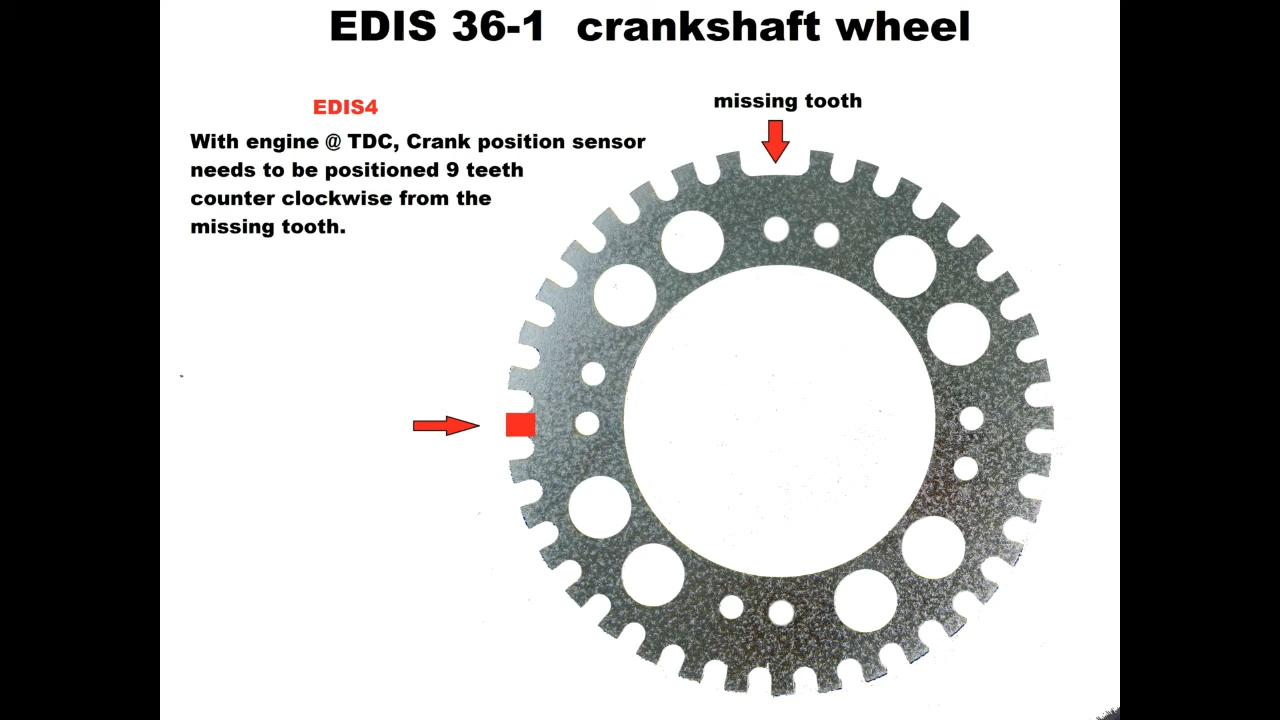 EDIS 36-1 crankshaft wheel
EDIS4
missing tooth
With engine @ TDC, Crank position sensor
needs to be positioned 9 teeth
counter clockwise from the
missing tooth.